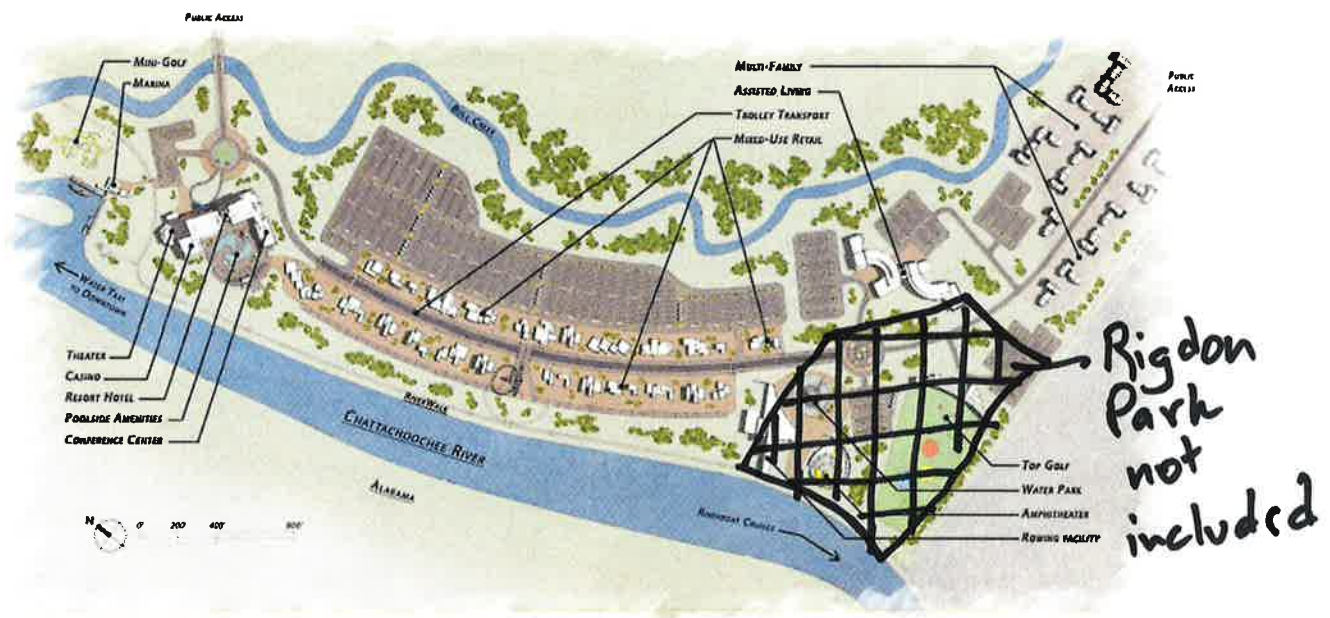 PUBLIC ACCESS
MINI-GOLF
MARINA
BULL CREEK
MULTI-FAMILY
ASSISTED LIVING
TROLLEY TRANSPORT
MIXED-USE RETAIL
PUBLIC
ACCESS
WATER TAXI
TO DOWNTOWN
THEATER
CASINO
RESORT HOTEL
POOLSIDE AMENITIES
CONFERENCE CENTER
RIVERWALK
CHATTACHOOCHEE RIVER
ALABAMA
N 0' 200' 400' 800'
RIVERBOAT CRUISES
TOP GOLF
WATER PARK
AMPHITHEATER
ROWING FACILITY
Rigdon
Park
not
included